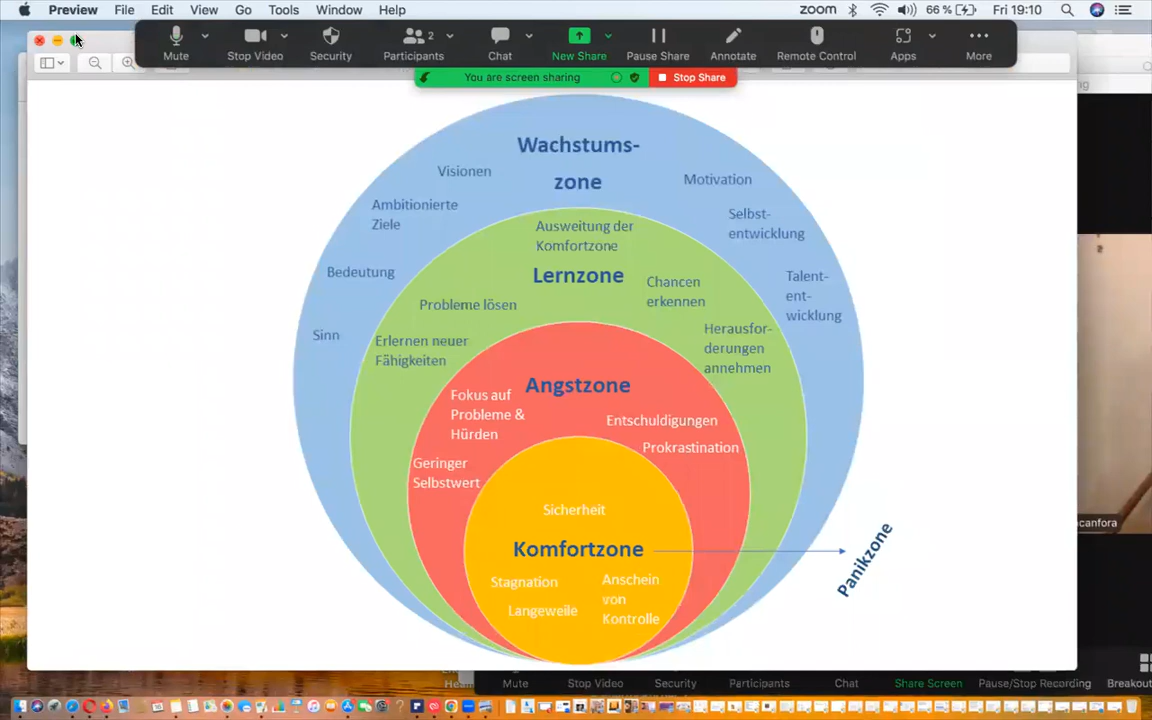 Preview File Edit View Go Tools Window Help
zoom 66 % Fri 19:10
Mute Stop Video Security Participants 2 Chat New Share Pause Share Annotate Remote Control Apps More
You are screen sharing Stop Share
Wachstums-
zone
Visionen
Motivation
Ambitionierte
Ziele
Selbst-
entwicklung
Bedeutung
Talent-
ent-
wicklung
Sinn
Ausweitung der
Komfortzone
Lernzone
Chancen
erkennen
Probleme lösen
Erlernen neuer
Fähigkeiten
Herausfor-
derungen
annehmen
Angstzone
Fokus auf
Probleme &
Hürden
Entschuldigungen
Prokrastination
Geringer
Selbstwert
Sicherheit
Komfortzone
Stagnation
Anschein
von
Kontrolle
Langeweile
Panikzone
canfora
Mute Stop Video Security Participants Chat Share Screen Pause/Stop Recording Breakou